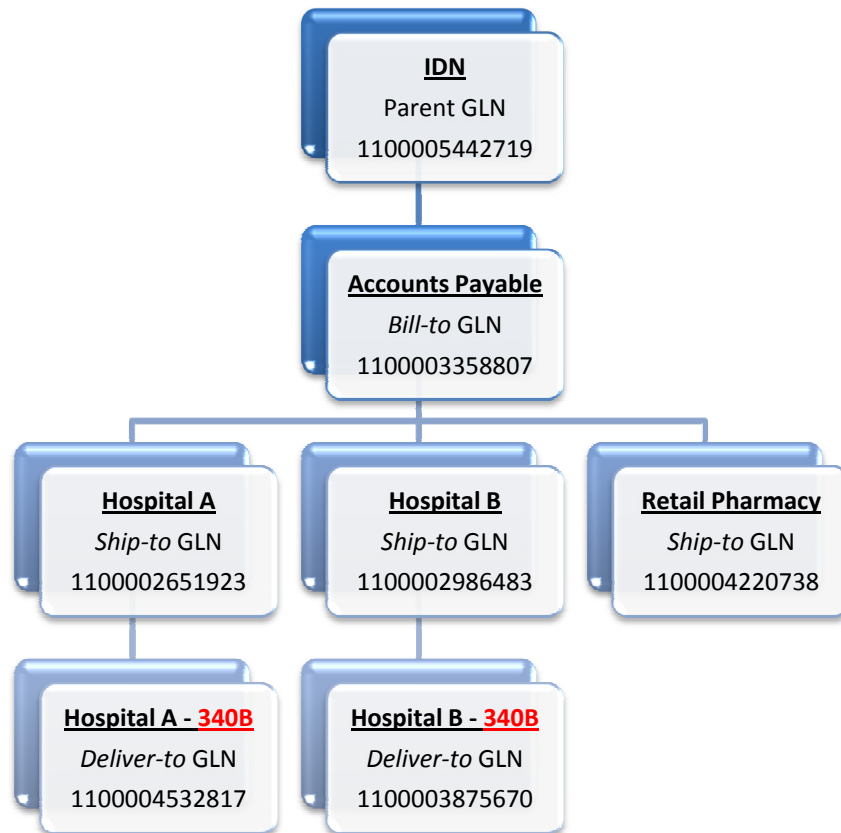 IDN
Parent GLN
1100005442719
Accounts Payable
Bill-to GLN
1100003358807
Hospital A
Ship-to GLN
1100002651923
Hospital B
Ship-to GLN
1100002986483
Retail Pharmacy
Ship-to GLN
1100004220738
Hospital A - 340B
Deliver-to GLN
1100004532817
Hospital B - 340B
Deliver-to GLN
1100003875670